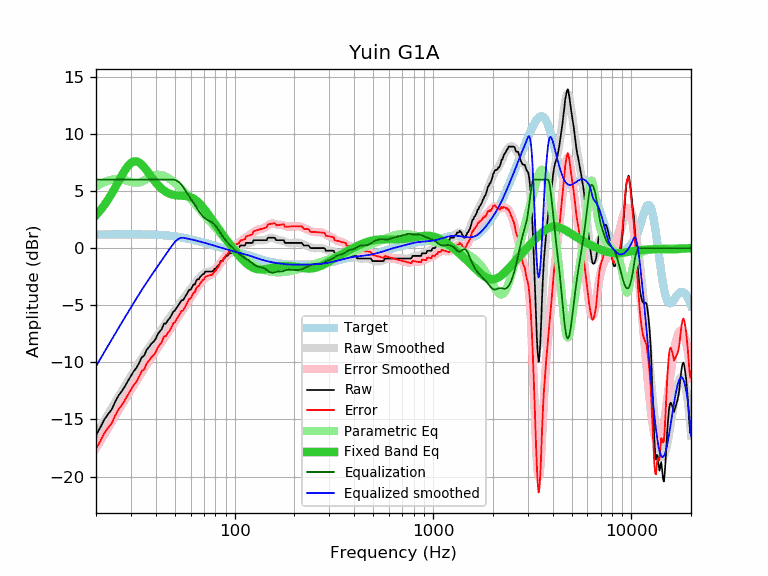 Yuin G1A
15
10
5
0
−5
−10
−15
−20
Amplitude (dBr)
Target
Raw Smoothed
Error Smoothed
Raw
Error
Parametric Eq
Fixed Band Eq
Equalization
Equalized smoothed
100
1000
10000
Frequency (Hz)